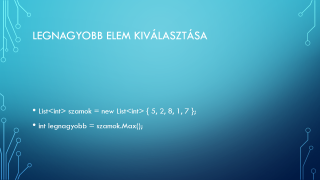 LEGNAGYOBB ELEM KIVÁLASZTÁSA
• List<int> szamok = new List<int> { 5, 2, 8, 1, 7 };
• int legnagyobb = szamok.Max();